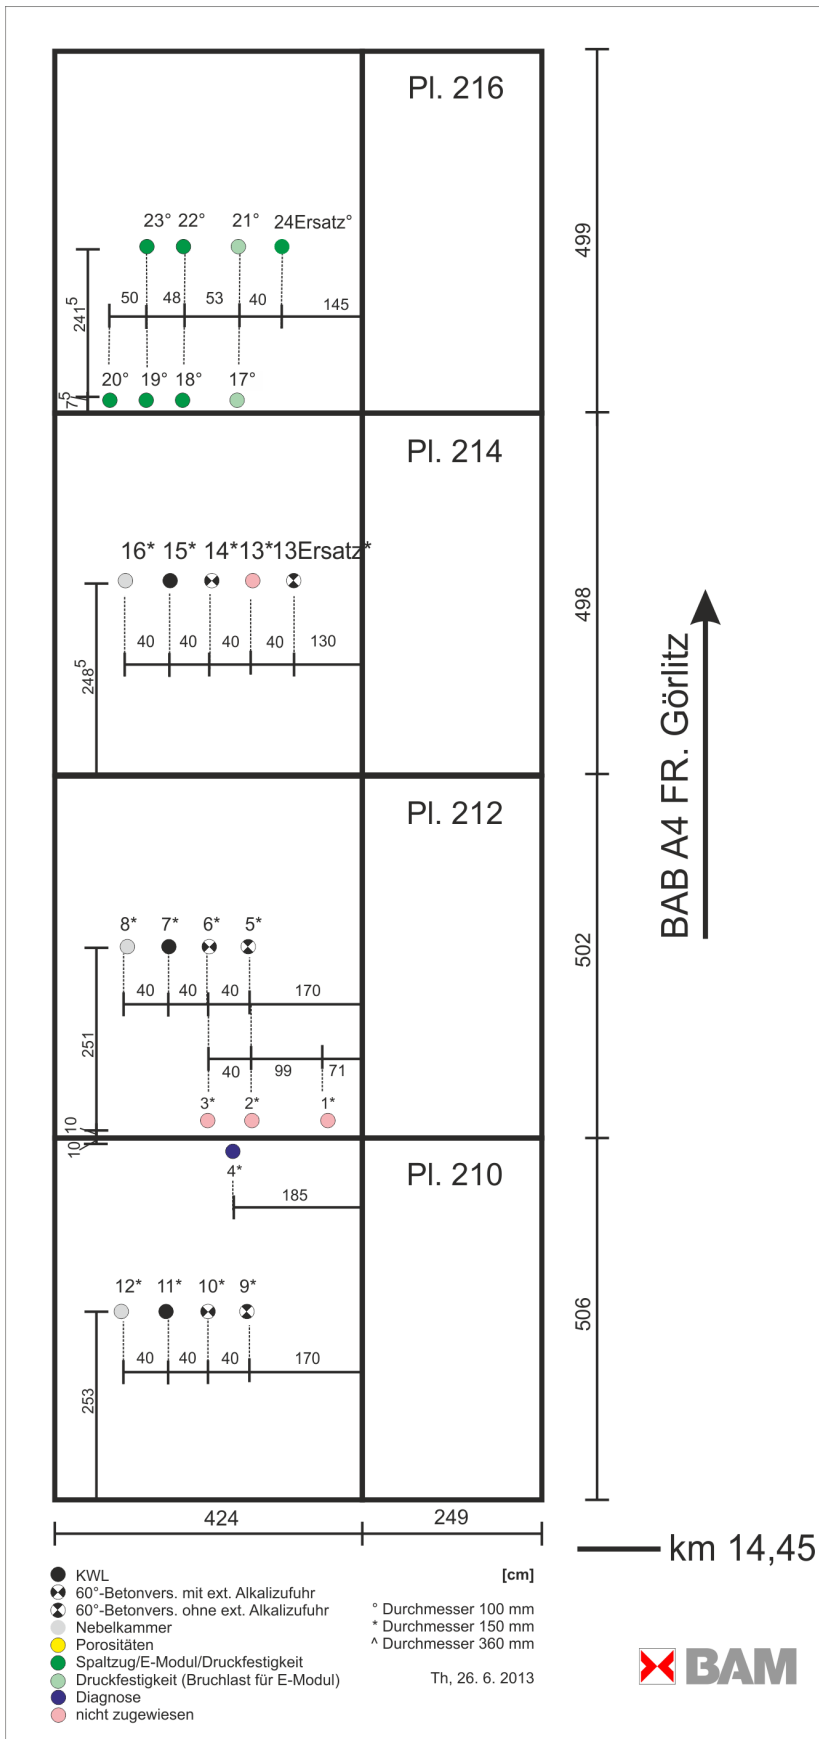 Pl. 216
499
23° 22° 21° 24Ersatz°
50 48 53 40 145
241⁵
20° 19° 18° 17°
7⁵
Pl. 214
498
16* 15* 14* 13* 13Ersatz*
40 40 40 40 130
248⁵
BAB A4 FR. Görlitz
Pl. 212
502
8* 7* 6* 5*
40 40 40 170
251
40 99 71
3* 2* 1*
10
10
Pl. 210
506
4*
185
12* 11* 10* 9*
40 40 40 170
253
424 249
km 14,45
[cm]
KWL
60°-Betonvers. mit ext. Alkalizufuhr
60°-Betonvers. ohne ext. Alkalizufuhr
Nebelkammer
Porositäten
Spaltzug/E-Modul/Druckfestigkeit
Druckfestigkeit (Bruchlast für E-Modul)
Diagnose
nicht zugewiesen
° Durchmesser 100 mm
* Durchmesser 150 mm
^ Durchmesser 360 mm
Th, 26. 6. 2013
BAM